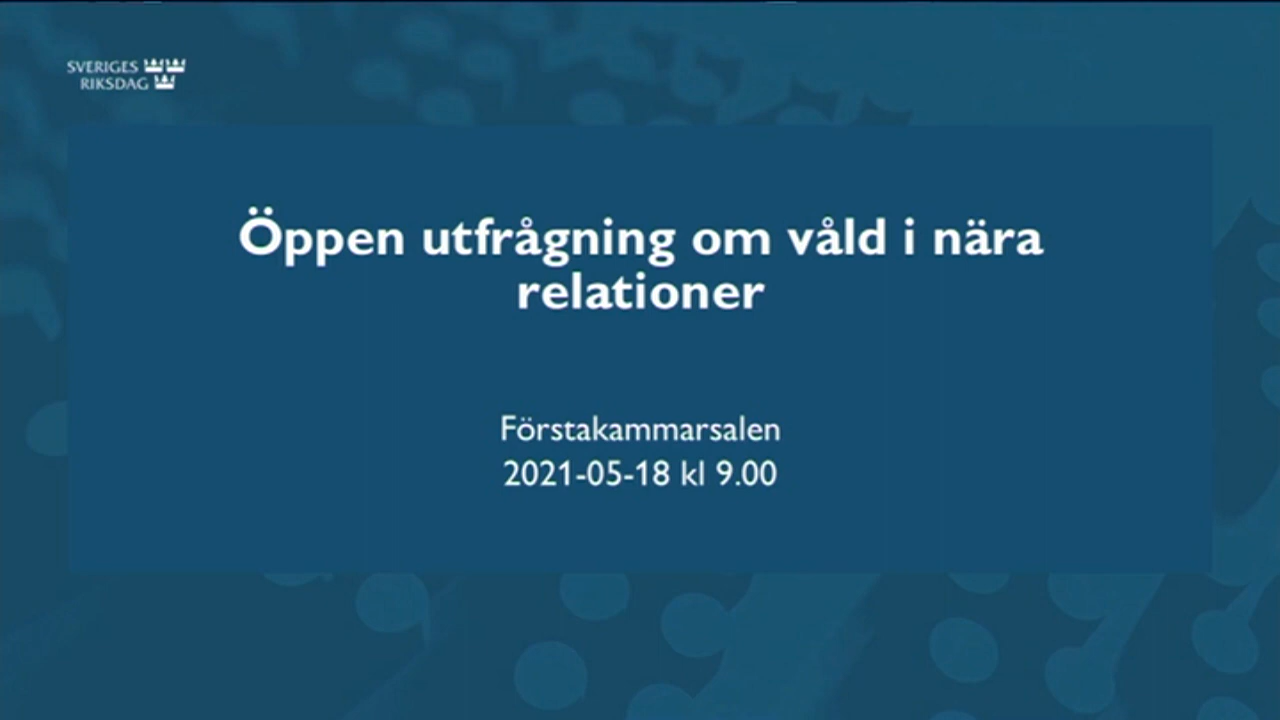 SVERIGES
RIKSDAG
Öppen utfrågning om våld i nära
relationer
Förstakammarsalen
2021-05-18 kl 9.00